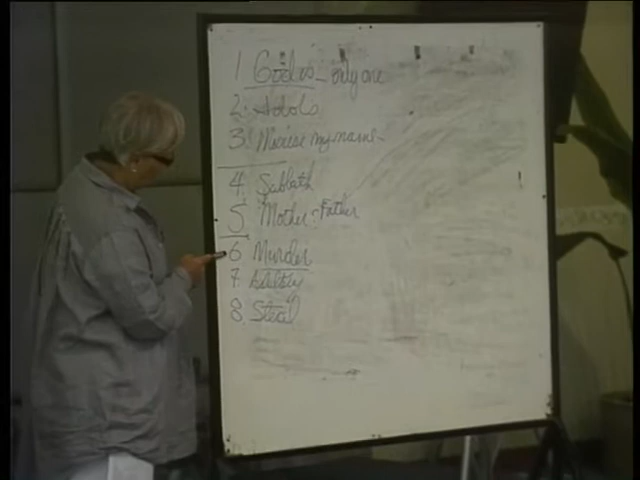 1 God is - only one
2. Idols
3. Misuse my name -
4. Sabbath
5 Mother & Father
6 Murder
7. Adultery
8. Steal